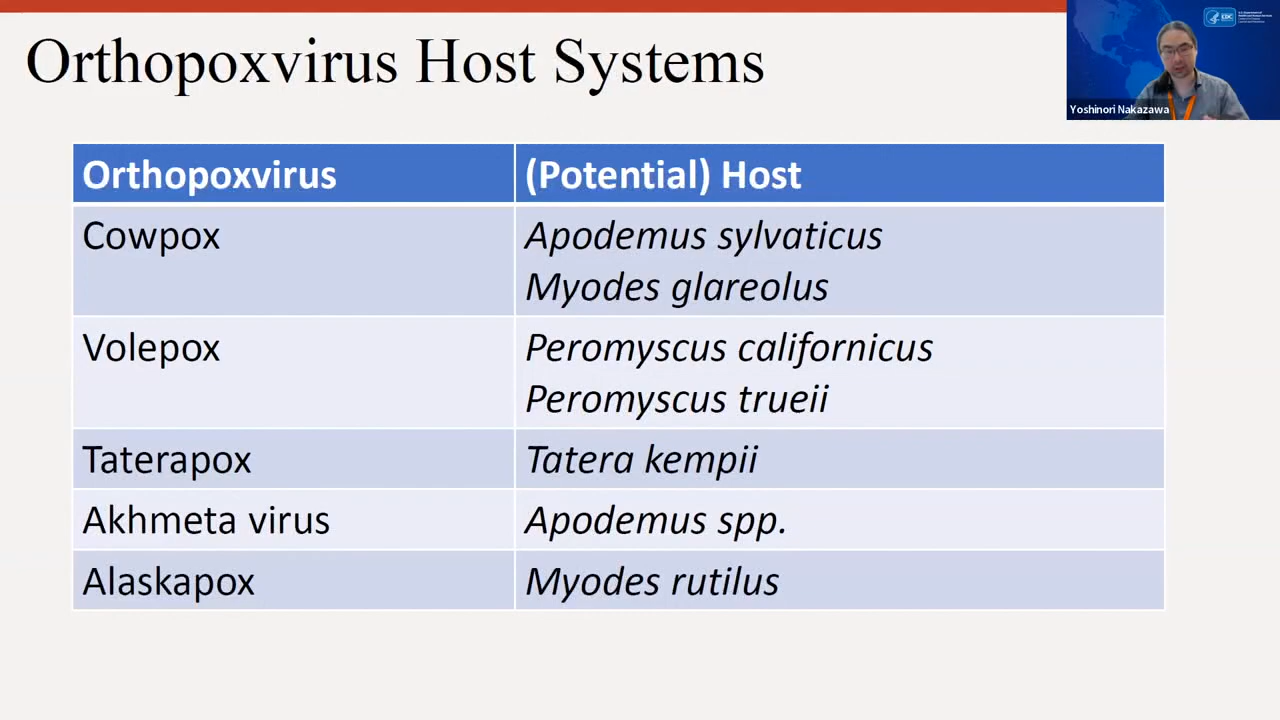 Orthopoxvirus Host Systems
CDC
Yoshinori Nakazawa
Orthopoxvirus
(Potential) Host
Cowpox
Apodemus sylvaticus
Myodes glareolus
Volepox
Peromyscus californicus
Peromyscus trueii
Taterapox
Tatera kempii
Akhmeta virus
Apodemus spp.
Alaskapox
Myodes rutilus